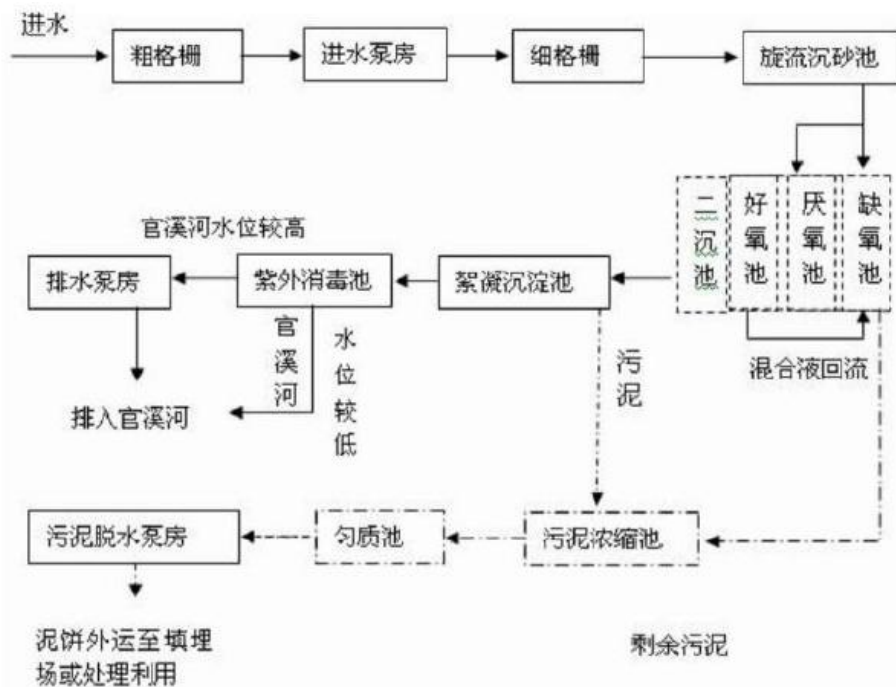 进水
粗格栅
进水泵房
细格栅
旋流沉砂池
二沉池
好氧池
厌氧池
缺氧池
官溪河水位较高
排水泵房
紫外消毒池
絮凝沉淀池
混合液回流
官溪河
水位较低
污泥
排入官溪河
污泥脱水泵房
匀质池
污泥浓缩池
泥饼外运至填埋
场或处理利用
剩余污泥